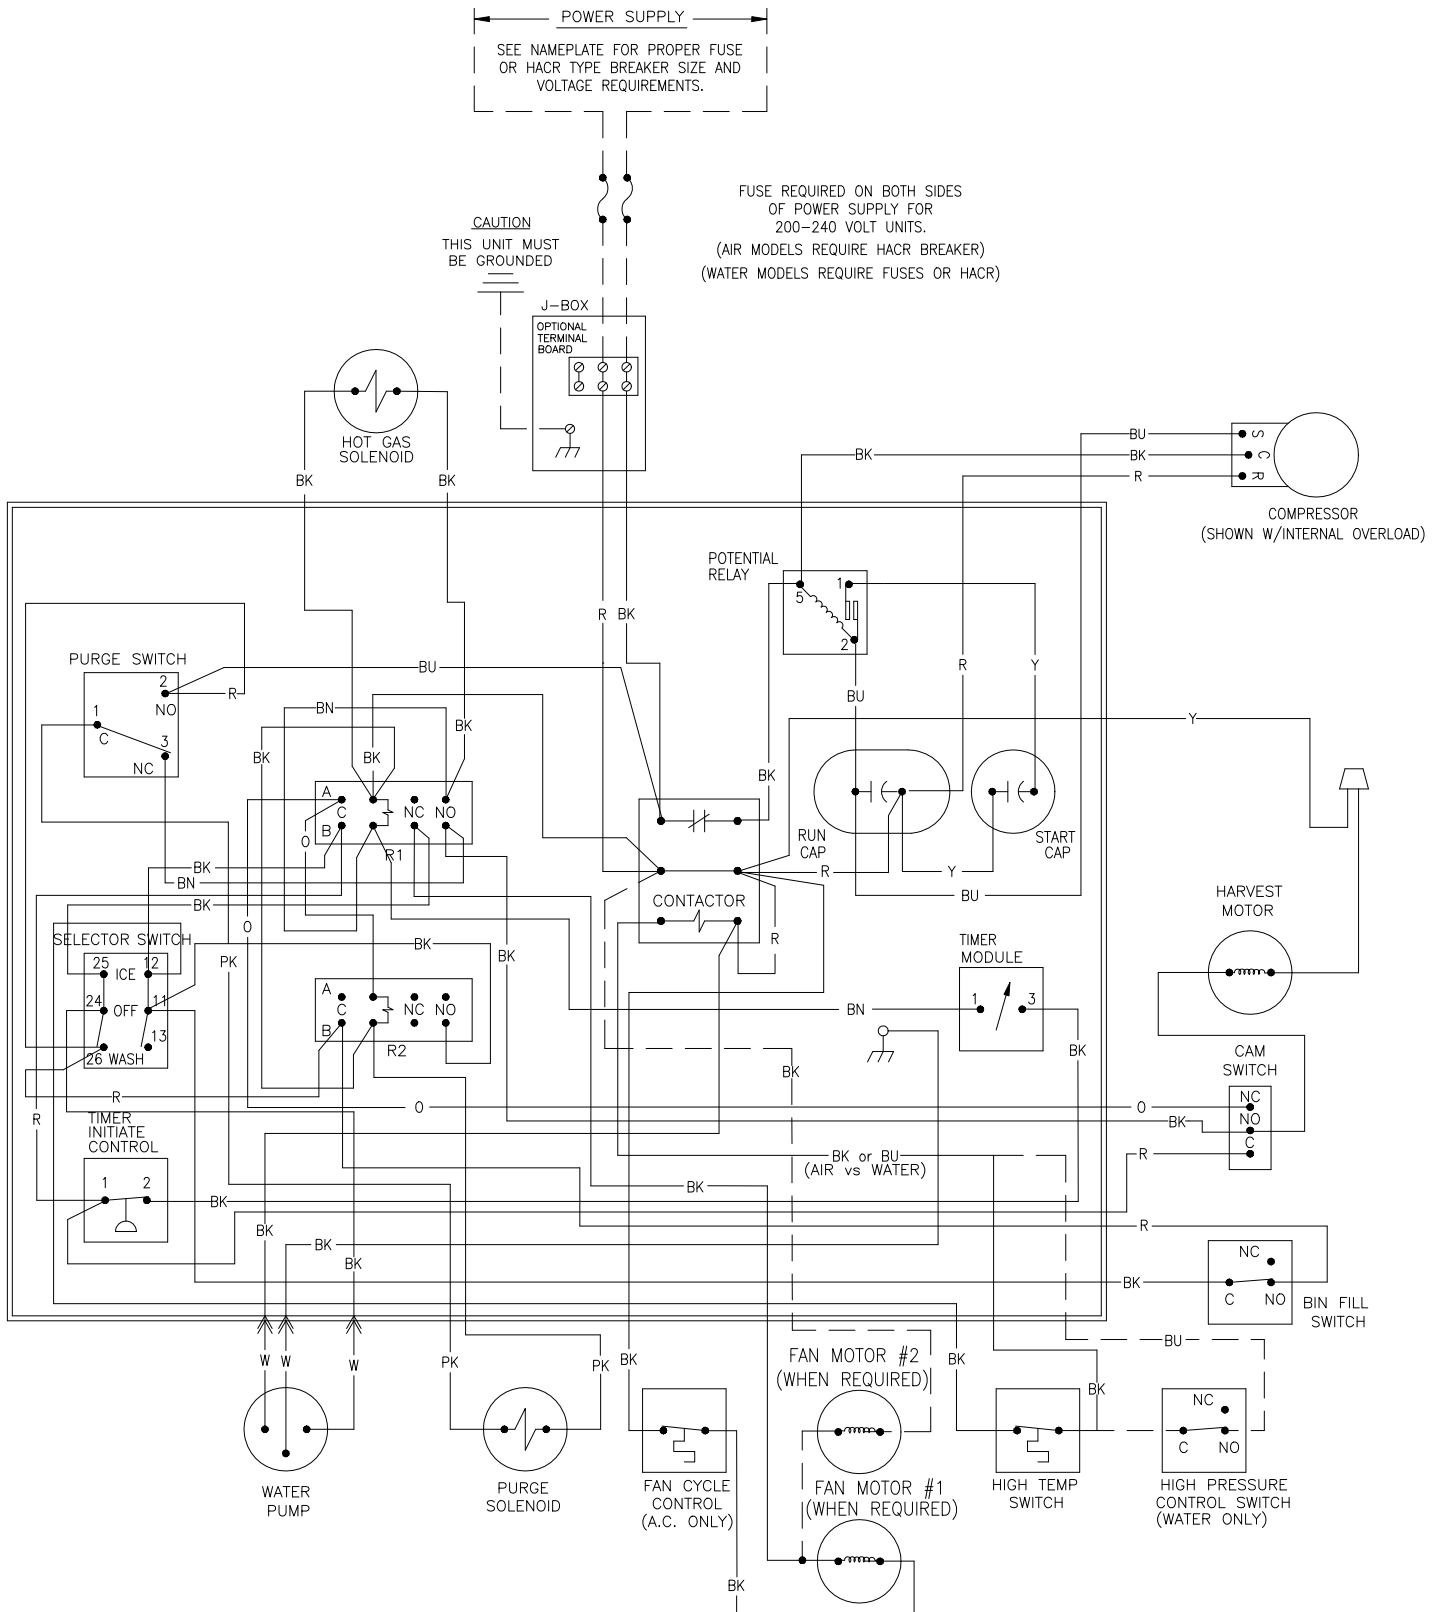 POWER SUPPLY
SEE NAMEPLATE FOR PROPER FUSE
OR HACR TYPE BREAKER SIZE AND
VOLTAGE REQUIREMENTS.
FUSE REQUIRED ON BOTH SIDES
OF POWER SUPPLY FOR
200-240 VOLT UNITS.
(AIR MODELS REQUIRE HACR BREAKER)
(WATER MODELS REQUIRE FUSES OR HACR)
CAUTION
THIS UNIT MUST
BE GROUNDED
J-BOX
OPTIONAL
TERMINAL
BOARD
HOT GAS
SOLENOID
BK
BK
BU
BK
BK
R
S
C
R
COMPRESSOR
(SHOWN W/INTERNAL OVERLOAD)
POTENTIAL
RELAY
5
1
2
R BK
R
Y
BU
PURGE SWITCH
2
NO
1
C
3
NC
BU
R
BN
BK
BK
BK
BK
Y
A
C
B
NC
NO
R1
O
RUN
CAP
START
CAP
R
Y
BU
BK
BN
BK
O
CONTACTOR
R
HARVEST
MOTOR
SELECTOR SWITCH
25
ICE
12
24
OFF
11
13
26 WASH
PK
BK
BK
A
C
B
NC
NO
R2
TIMER
MODULE
1
3
BN
BK
BK
CAM
SWITCH
NC
NO
C
R
R
O
O
BK
R
TIMER
INITIATE
CONTROL
1
2
BK
BK or BU
(AIR vs WATER)
BK
BK
BK
BK
R
BK
NC
C
NO
BIN FILL
SWITCH
W
W
W
PK
PK
BK
FAN MOTOR #2
(WHEN REQUIRED)
BK
BK
BU
NC
C
NO
WATER
PUMP
PURGE
SOLENOID
FAN CYCLE
CONTROL
(A.C. ONLY)
FAN MOTOR #1
(WHEN REQUIRED)
HIGH TEMP
SWITCH
HIGH PRESSURE
CONTROL SWITCH
(WATER ONLY)
BK